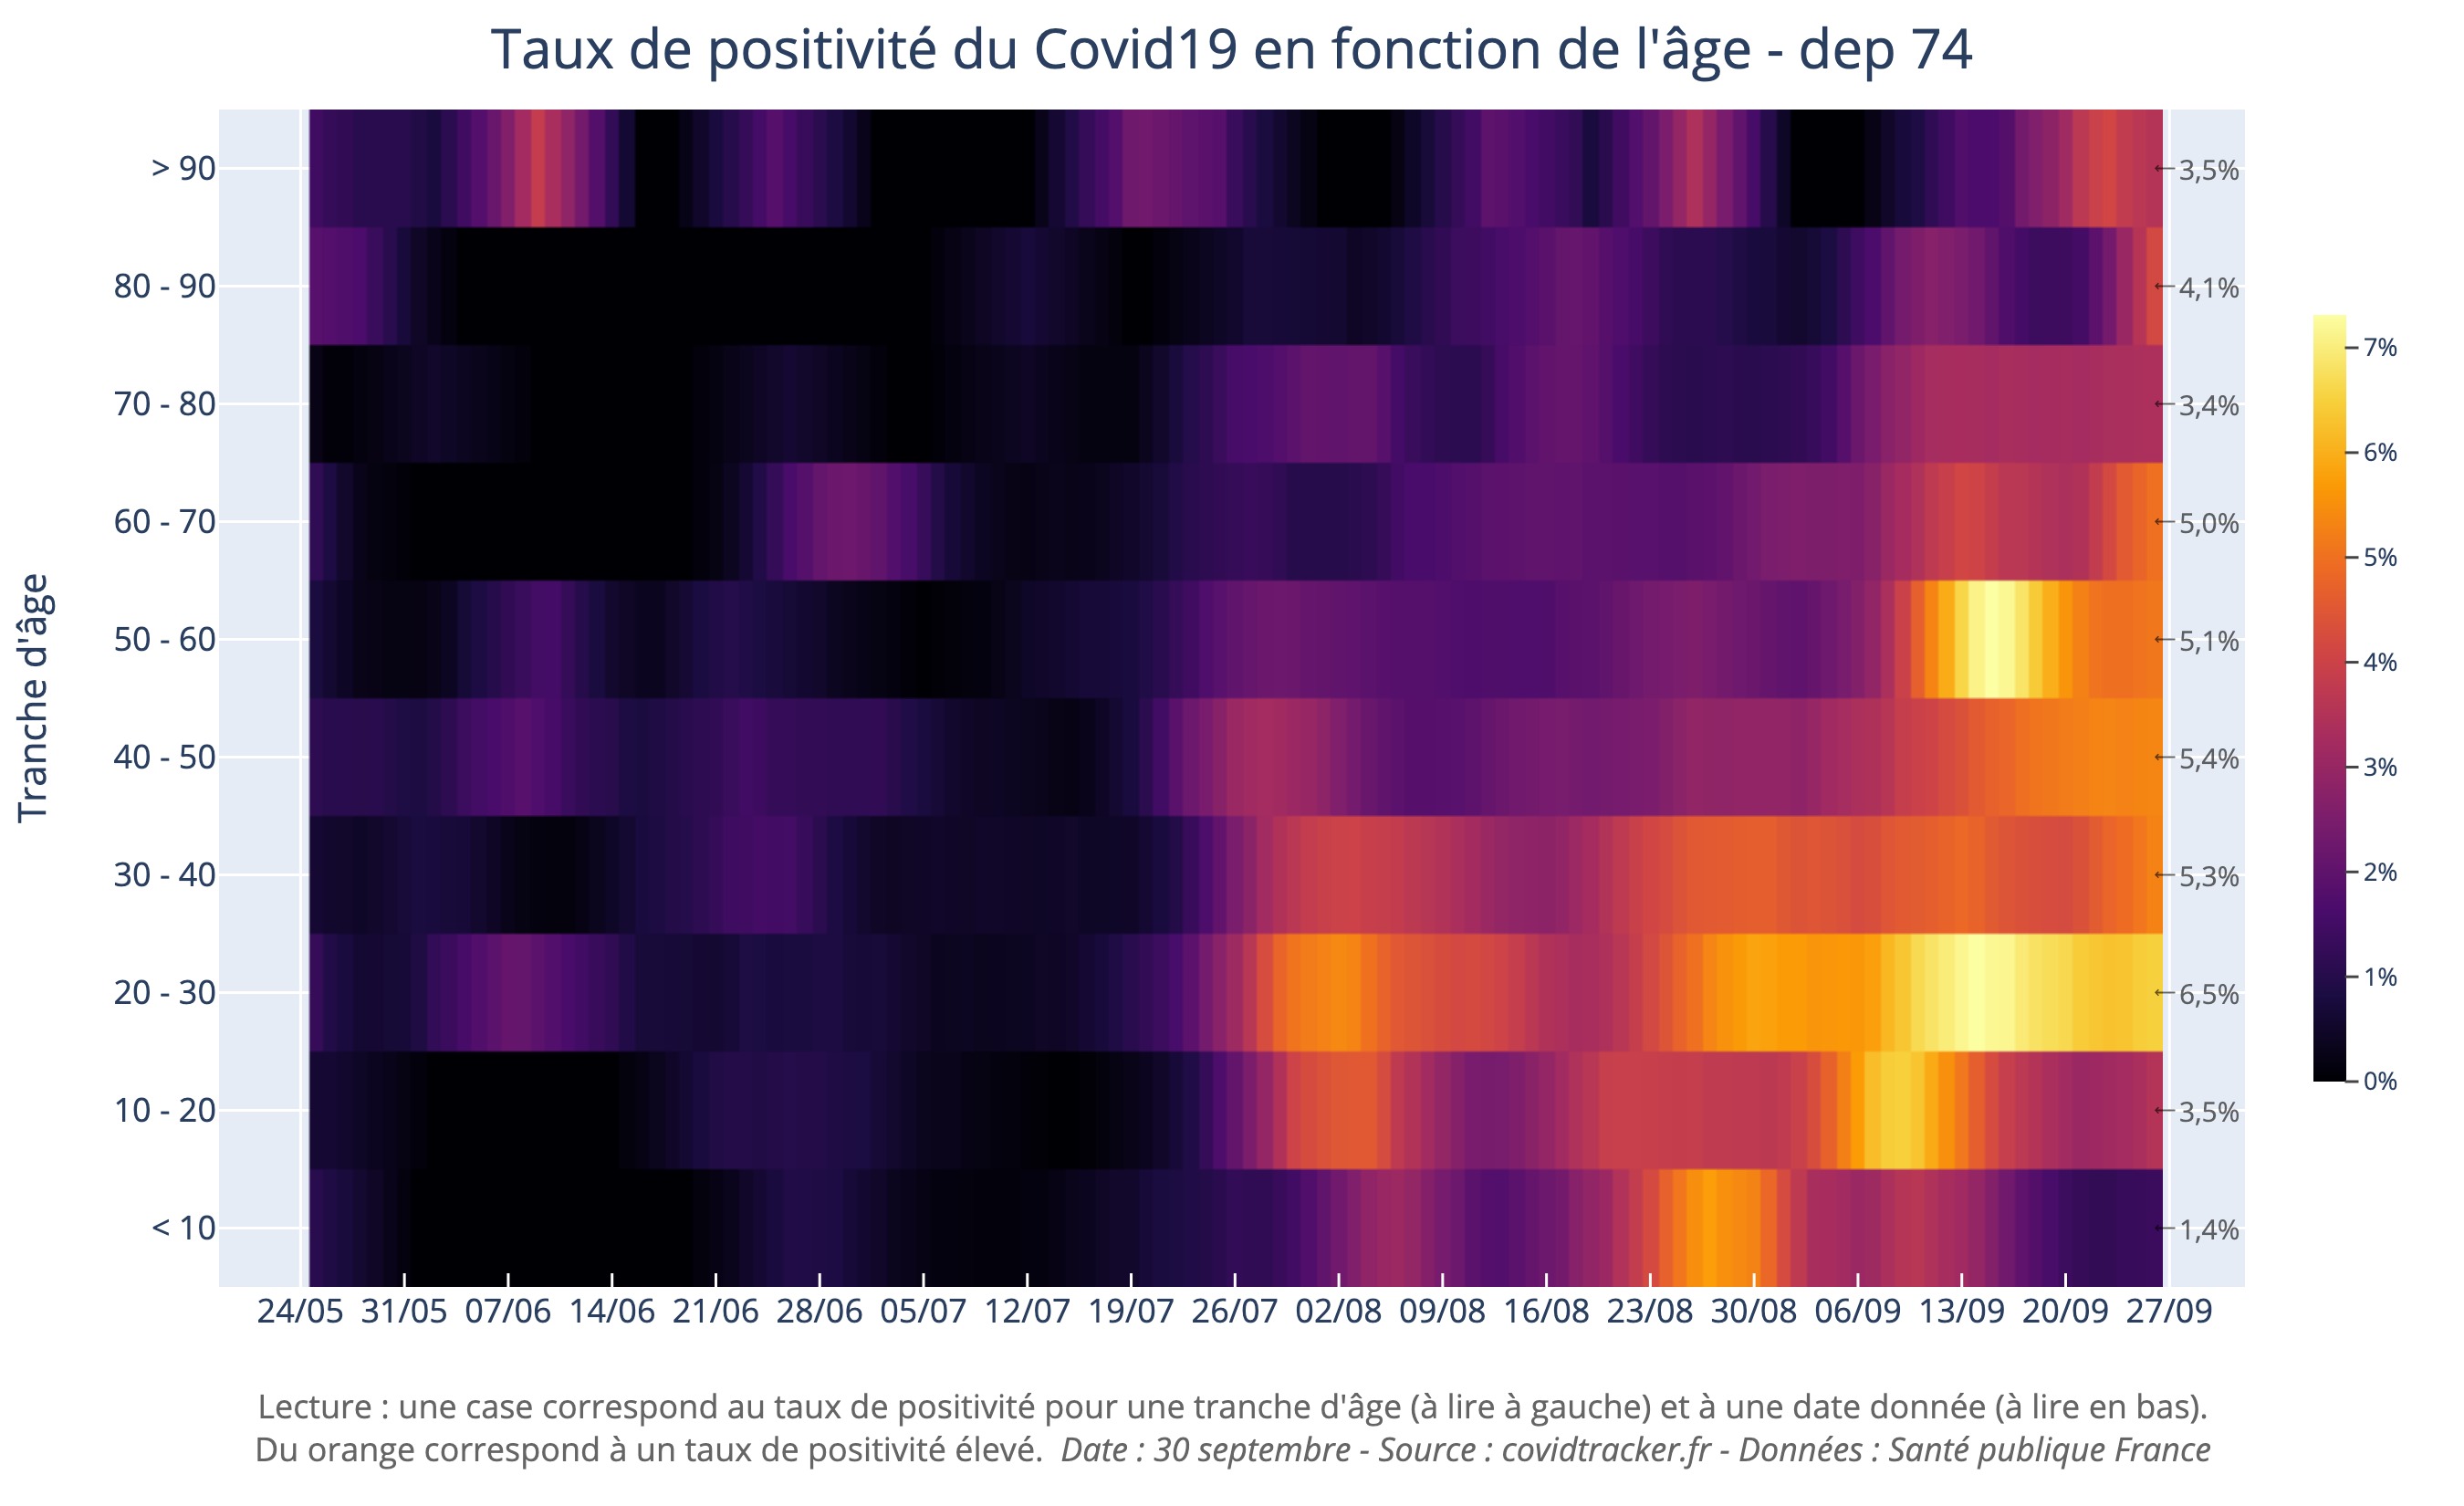 Taux de positivité du Covid19 en fonction de l'âge - dep 74
Tranche d'âge
> 90
80 - 90
70 - 80
60 - 70
50 - 60
40 - 50
30 - 40
20 - 30
10 - 20
< 10
3,5%
4,1%
3,4%
5,0%
5,1%
5,4%
5,3%
6,5%
3,5%
1,4%
7%
6%
5%
4%
3%
2%
1%
0%
24/05 31/05 07/06 14/06 21/06 28/06 05/07 12/07 19/07 26/07 02/08 09/08 16/08 23/08 30/08 06/09 13/09 20/09 27/09
Lecture : une case correspond au taux de positivité pour une tranche d'âge (à lire à gauche) et à une date donnée (à lire en bas).
Du orange correspond à un taux de positivité élevé. Date : 30 septembre - Source : covidtracker.fr - Données : Santé publique France